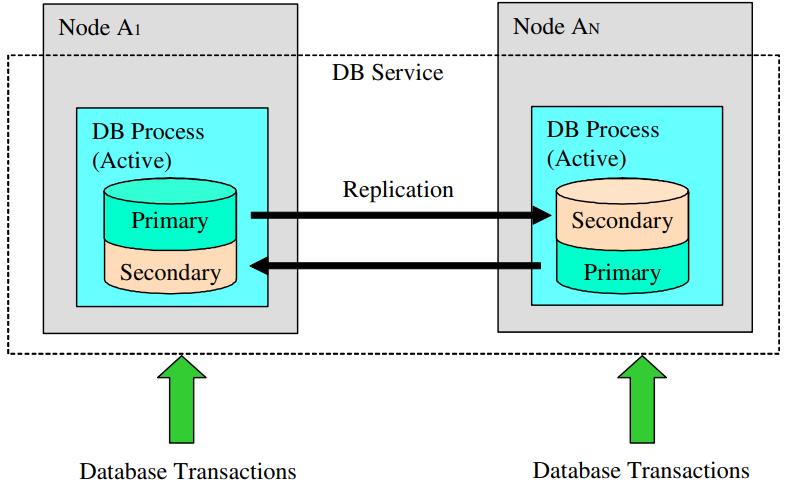 Node A1
Node AN
DB Service
DB Process
(Active)
DB Process
(Active)
Replication
Primary
Secondary
Secondary
Primary
Database Transactions
Database Transactions